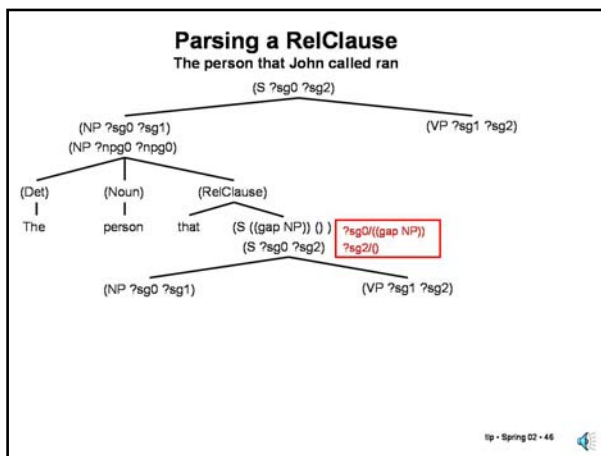 Parsing a RelClause
The person that John called ran
(S ?sg0 ?sg2)
(NP ?sg0 ?sg1) (VP ?sg1 ?sg2)
(NP ?npg0 ?npg0)
(Det) (Noun) (RelClause)
The person that (S ((gap NP)) () ) ?sg0/((gap NP))
(S ?sg0 ?sg2) ?sg2/()
(NP ?sg0 ?sg1) (VP ?sg1 ?sg2)
tlp • Spring 02 • 46